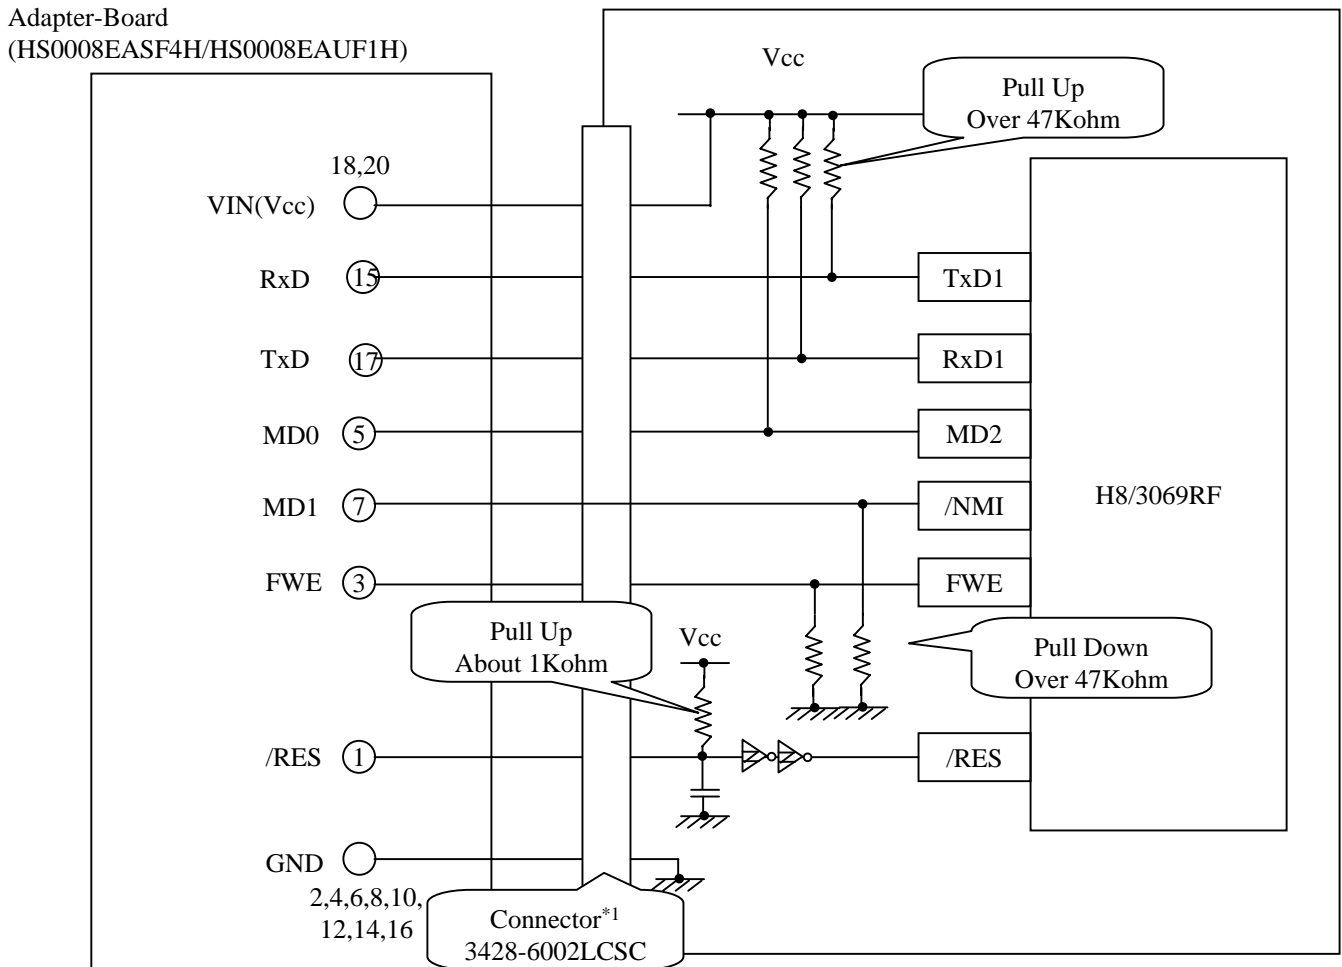 Adapter-Board
(HS0008EASF4H/HS0008EAUF1H)
Vcc
Pull Up
Over 47Kohm
18,20
VIN(Vcc)
RxD 15
TxD1
TxD 17
RxD1
MD0 5
MD2
MD1 7
/NMI
H8/3069RF
FWE 3
FWE
Pull Up
About 1Kohm
Vcc
Pull Down
Over 47Kohm
/RES 1
/RES
GND
2,4,6,8,10,
12,14,16
Connector*1
3428-6002LCSC